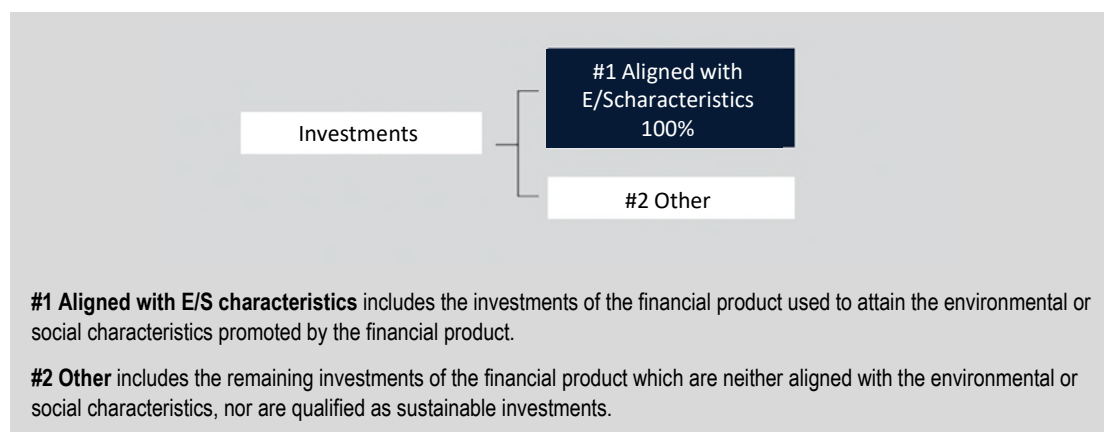 #1 Aligned with
E/Scharacteristics
100%
Investments
#2 Other
#1 Aligned with E/S characteristics includes the investments of the financial product used to attain the environmental or
social characteristics promoted by the financial product.
#2 Other includes the remaining investments of the financial product which are neither aligned with the environmental or
social characteristics, nor are qualified as sustainable investments.